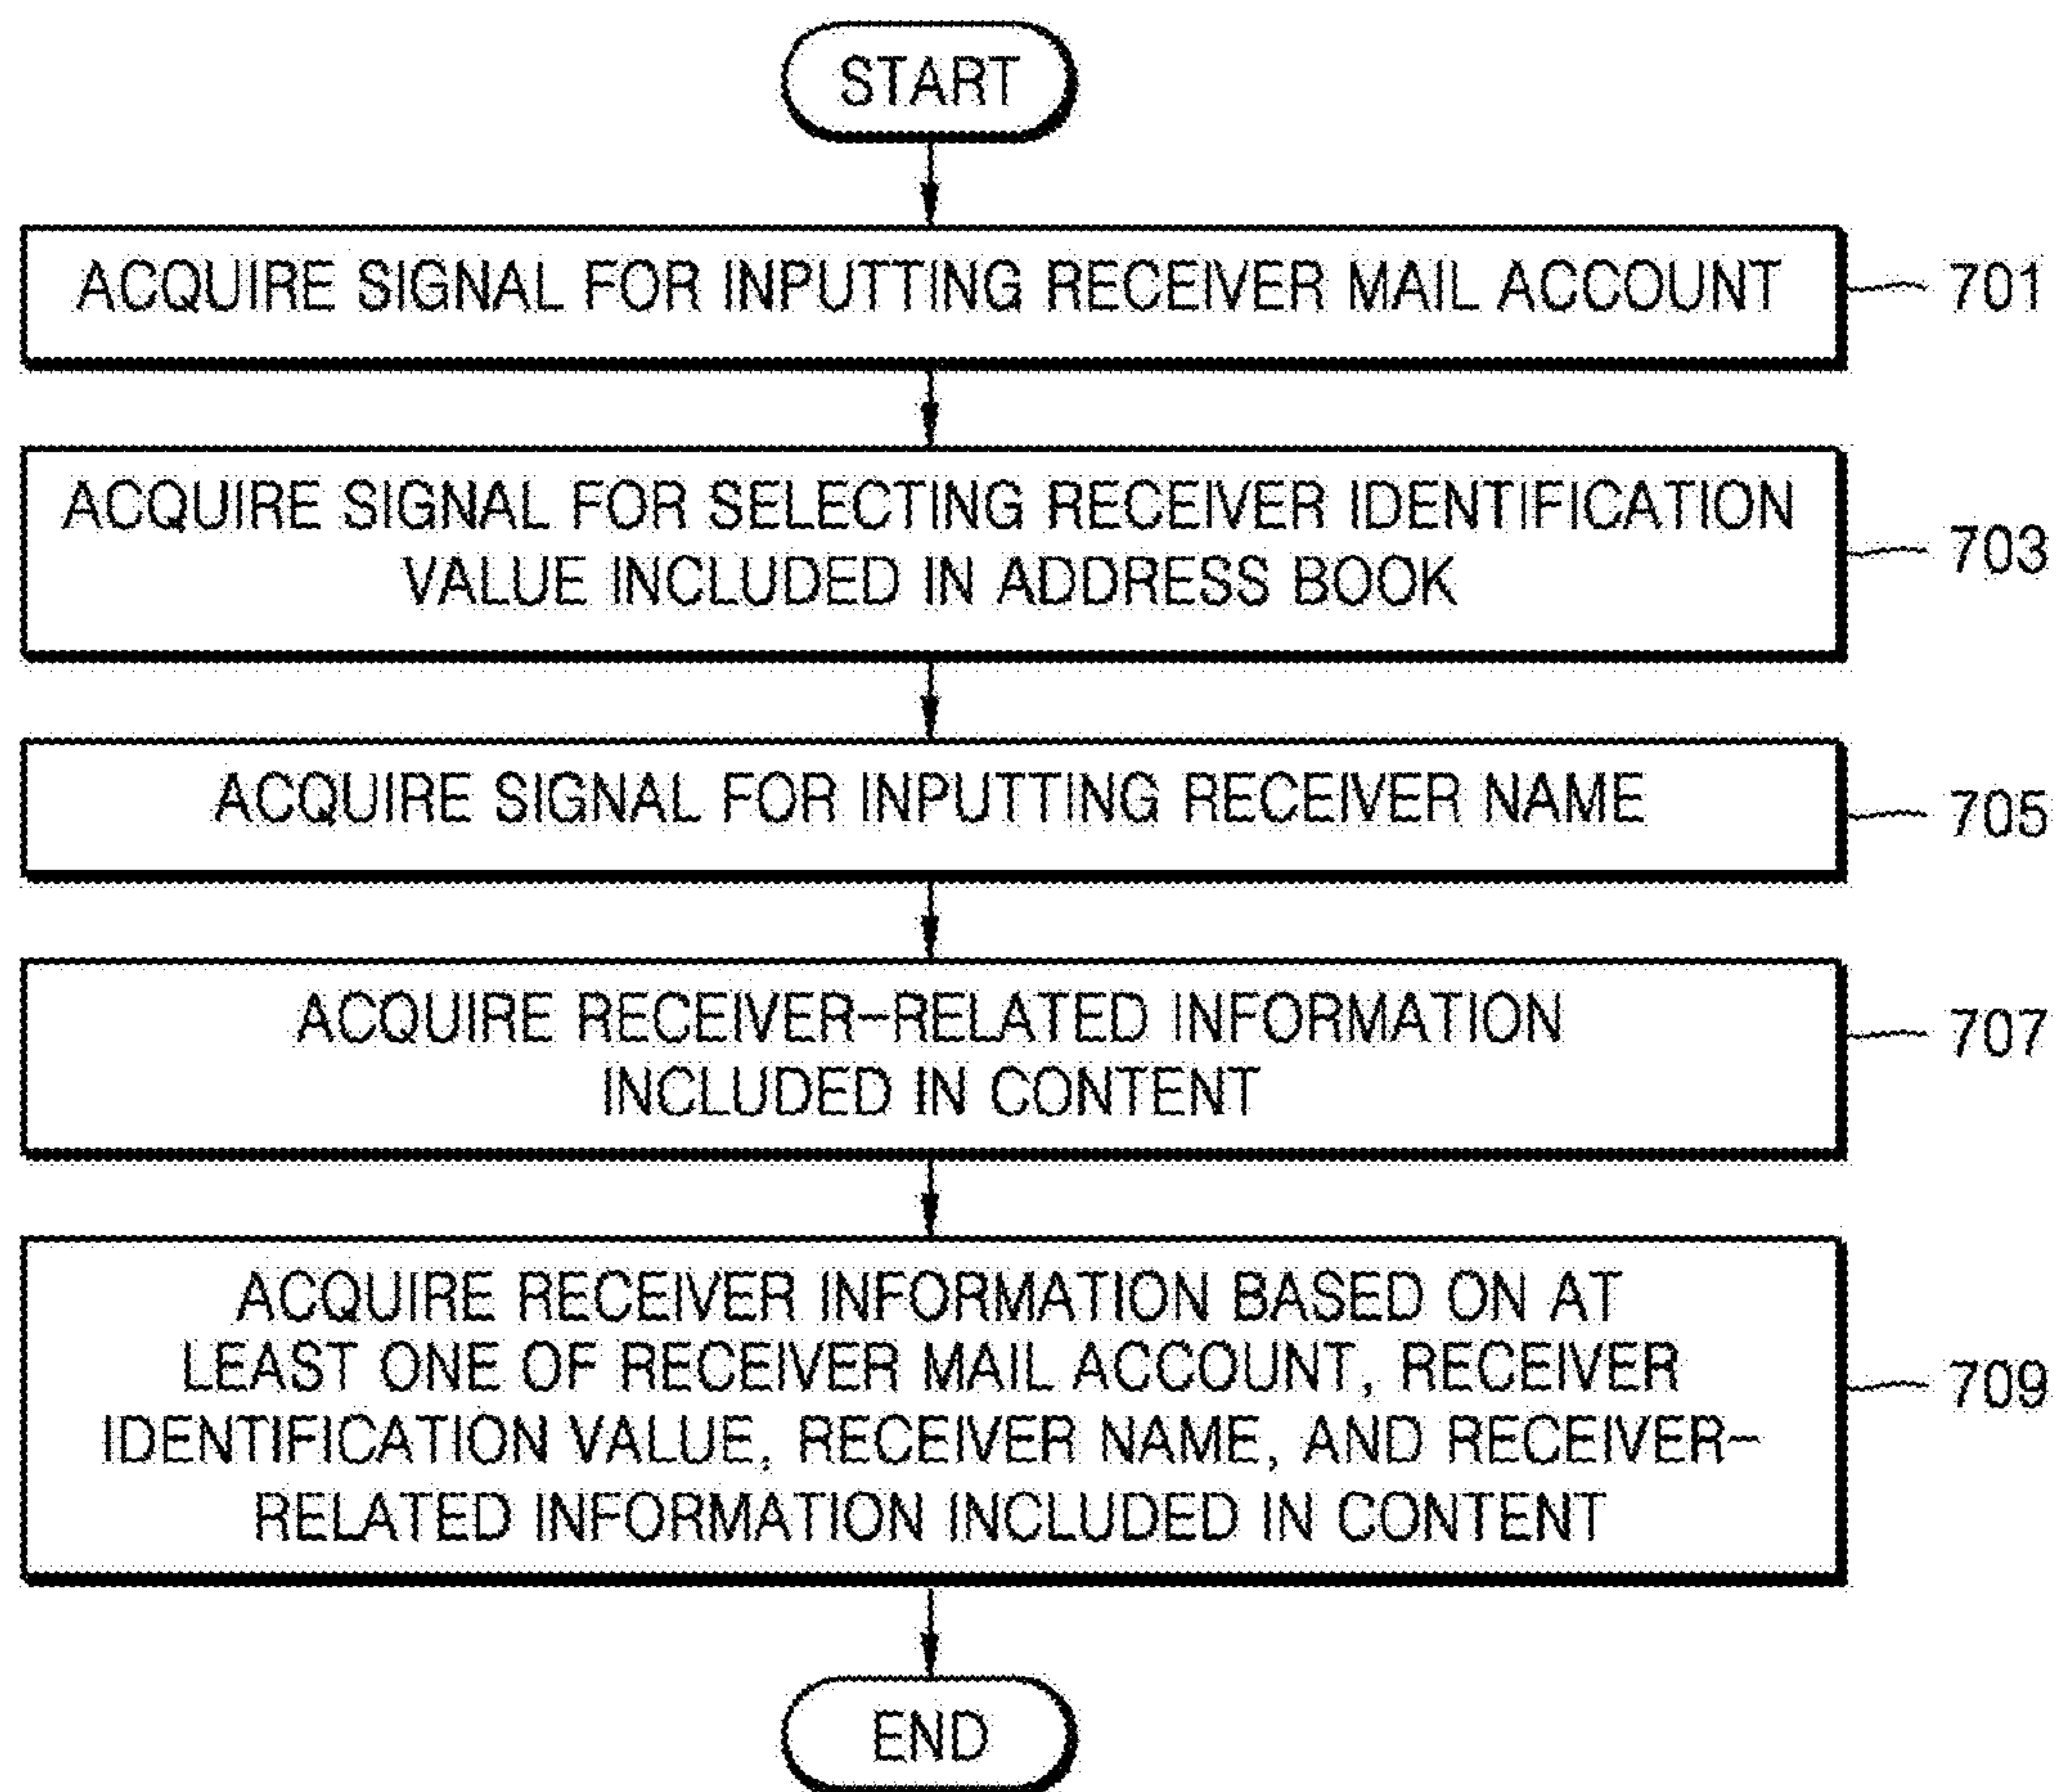 START
ACQUIRE SIGNAL FOR INPUTTING RECEIVER MAIL ACCOUNT
701
ACQUIRE SIGNAL FOR SELECTING RECEIVER IDENTIFICATION
VALUE INCLUDED IN ADDRESS BOOK
703
ACQUIRE SIGNAL FOR INPUTTING RECEIVER NAME
705
ACQUIRE RECEIVER-RELATED INFORMATION
INCLUDED IN CONTENT
707
ACQUIRE RECEIVER INFORMATION BASED ON AT
LEAST ONE OF RECEIVER MAIL ACCOUNT, RECEIVER
IDENTIFICATION VALUE, RECEIVER NAME, AND RECEIVER-
RELATED INFORMATION INCLUDED IN CONTENT
709
END